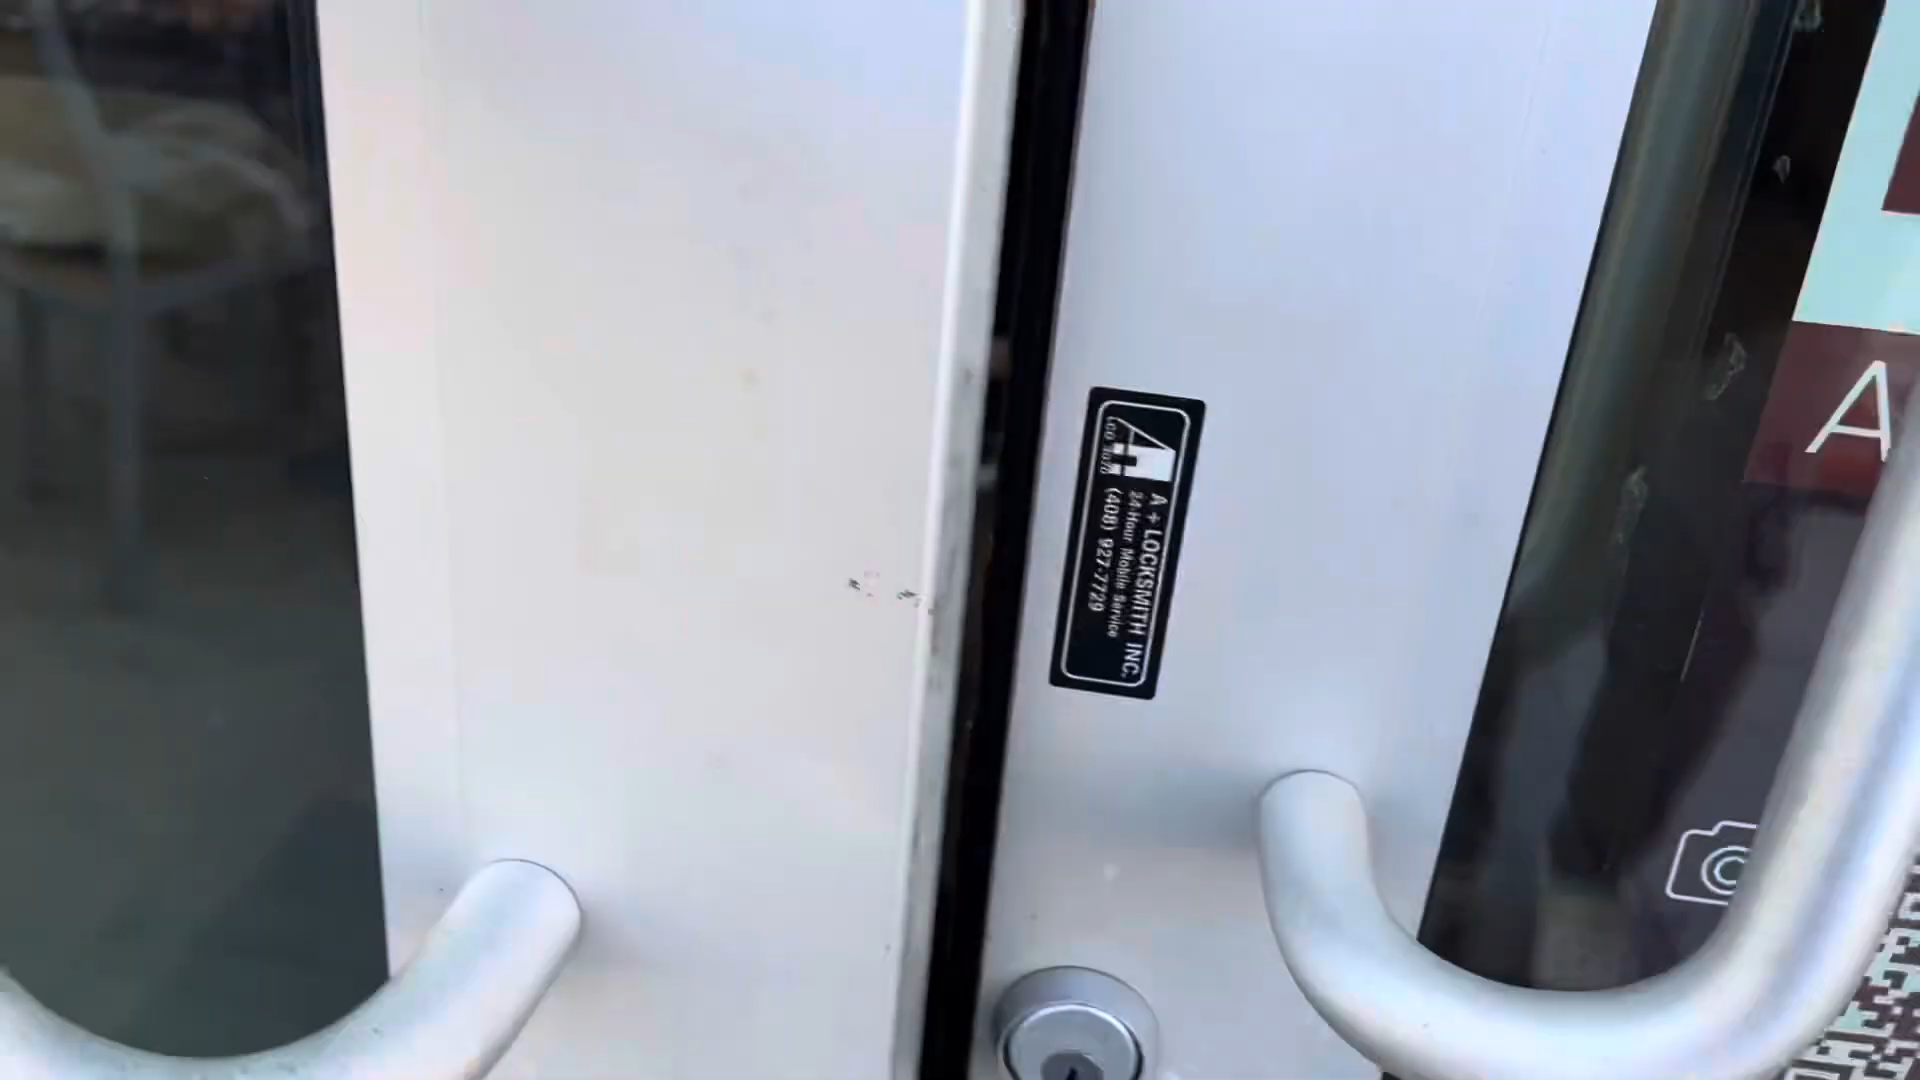 A + LOCKSMITH INC.
24-Hour Mobile Service
(408) 927-7729
A